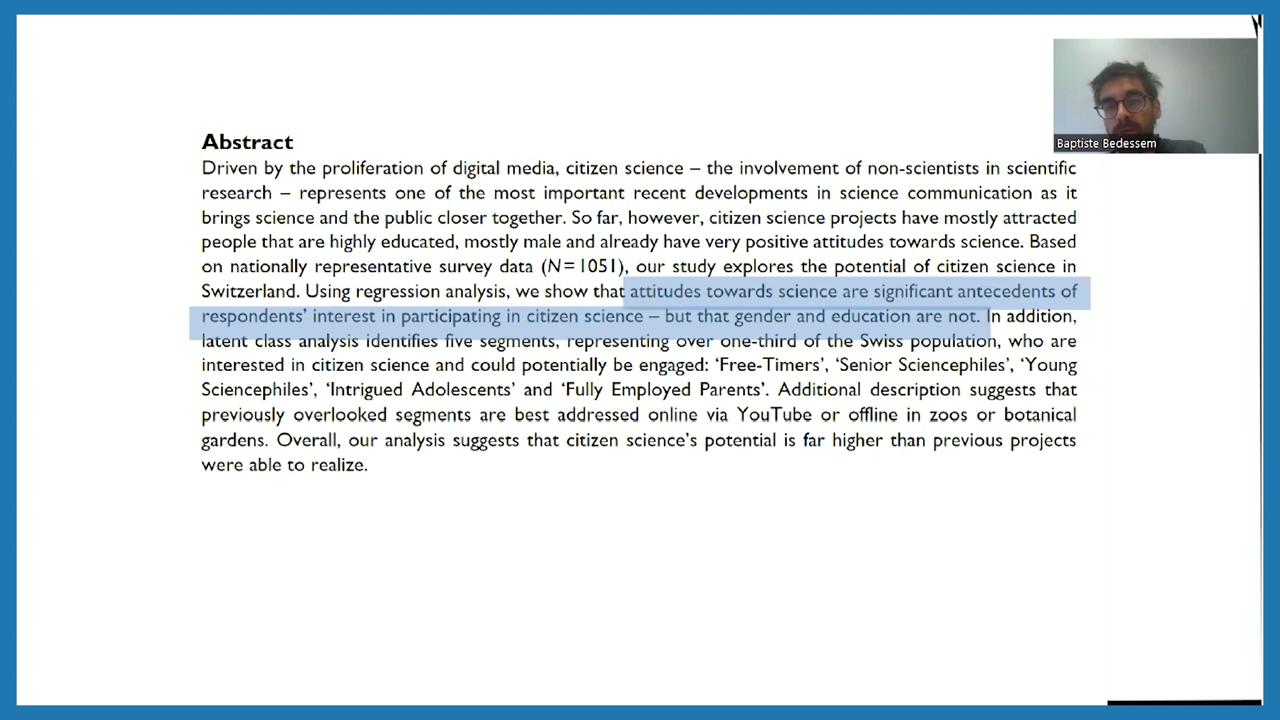 Baptiste Bedessem
Abstract
Driven by the proliferation of digital media, citizen science – the involvement of non-scientists in scientific
research – represents one of the most important recent developments in science communication as it
brings science and the public closer together. So far, however, citizen science projects have mostly attracted
people that are highly educated, mostly male and already have very positive attitudes towards science. Based
on nationally representative survey data (N = 1051), our study explores the potential of citizen science in
Switzerland. Using regression analysis, we show that attitudes towards science are significant antecedents of
respondents’ interest in participating in citizen science – but that gender and education are not. In addition,
latent class analysis identifies five segments, representing over one-third of the Swiss population, who are
interested in citizen science and could potentially be engaged: ‘Free-Timers’, ‘Senior Sciencephiles’, ‘Young
Sciencephiles’, ‘Intrigued Adolescents’ and ‘Fully Employed Parents’. Additional description suggests that
previously overlooked segments are best addressed online via YouTube or offline in zoos or botanical
gardens. Overall, our analysis suggests that citizen science’s potential is far higher than previous projects
were able to realize.